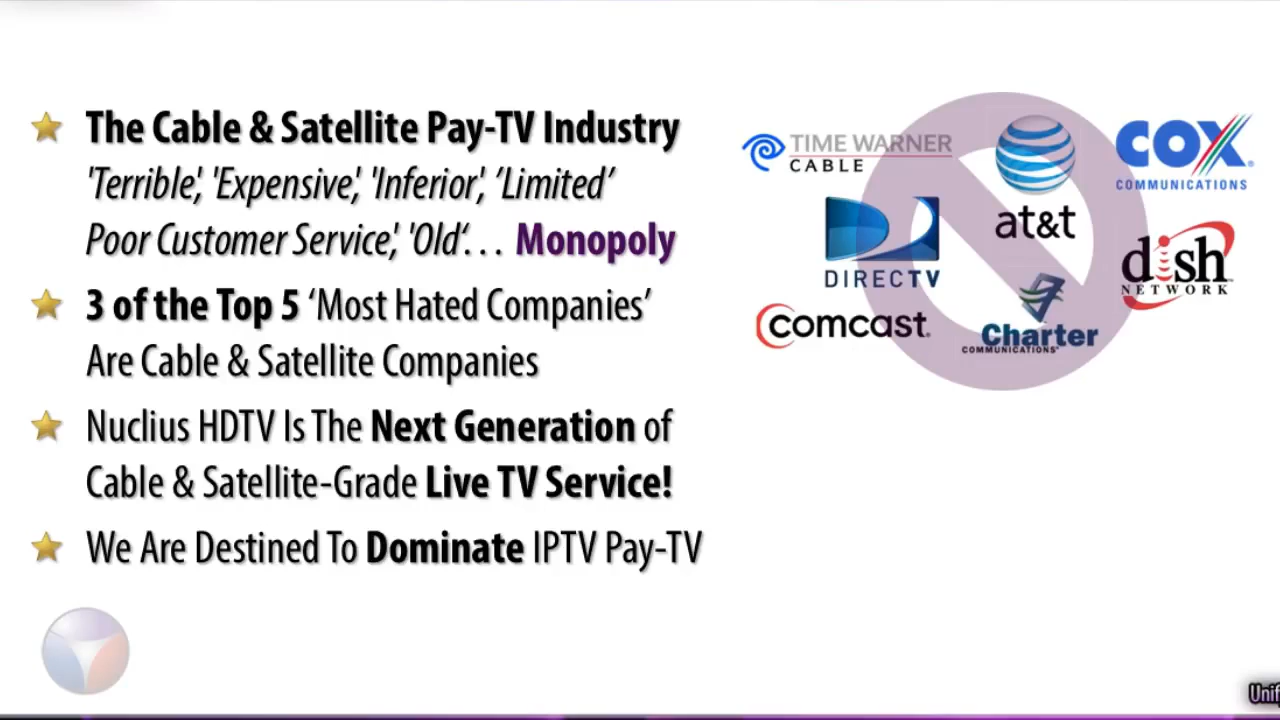 The Cable & Satellite Pay-TV Industry
'Terrible', 'Expensive', 'Inferior', ‘Limited’
Poor Customer Service,' 'Old‘… Monopoly
3 of the Top 5 ‘Most Hated Companies’
Are Cable & Satellite Companies
Nuclius HDTV Is The Next Generation of
Cable & Satellite-Grade Live TV Service!
We Are Destined To Dominate IPTV Pay-TV
TIME WARNER
CABLE
at&t
COX
COMMUNICATIONS
DIRECTV
dish
NETWORK
comcast.
Charter
COMMUNICATIONS